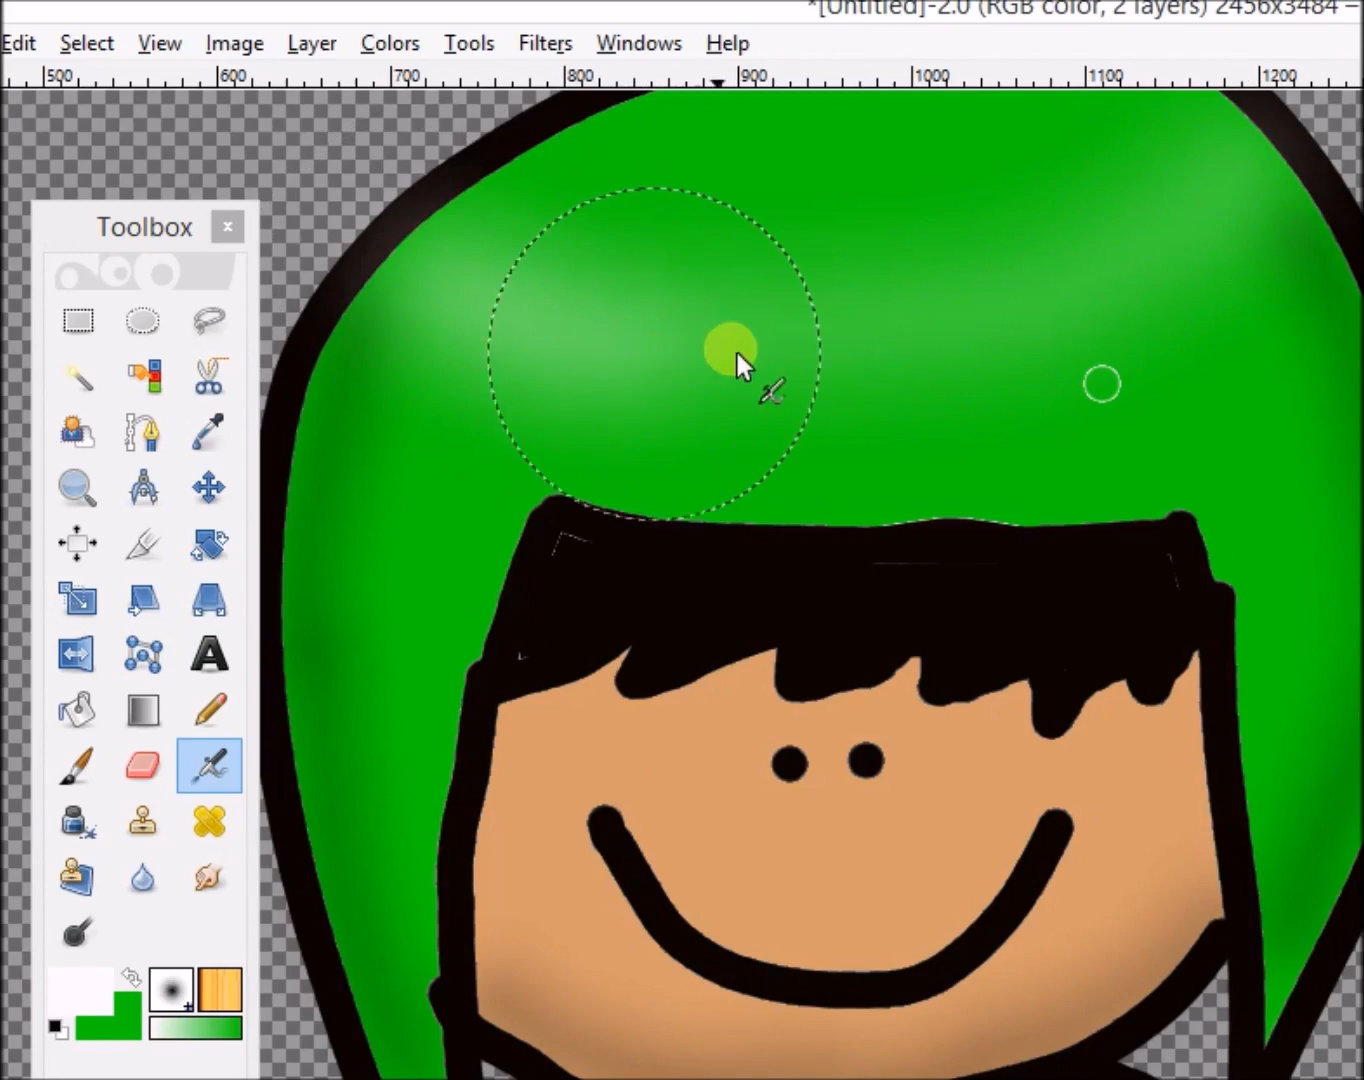 *[Untitled]-2.0 (RGB color, 2 layers) 2456x3484 –
Edit Select View Image Layer Colors Tools Filters Windows Help
500 600 700 800 900 1000 1100 1200
Toolbox